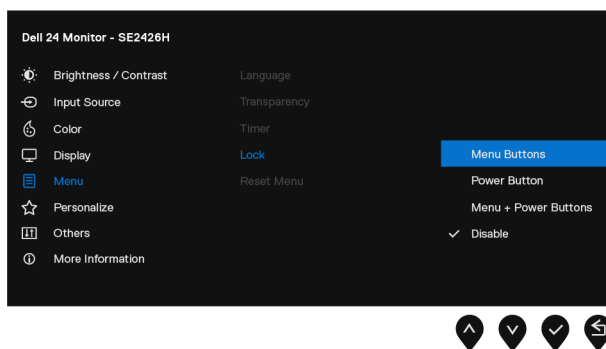 Dell 24 Monitor - SE2426H
Brightness / Contrast
Language
Input Source
Transparency
Color
Timer
Display
Lock
Menu Buttons
Menu
Reset Menu
Power Button
Personalize
Menu + Power Buttons
Others
Disable
More Information